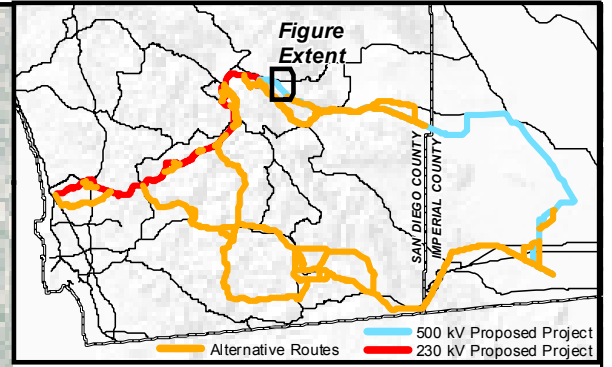 Figure
Extent
SAN DIEGO COUNTY
IMPERIAL COUNTY
500 kV Proposed Project
Alternative Routes
230 kV Proposed Project